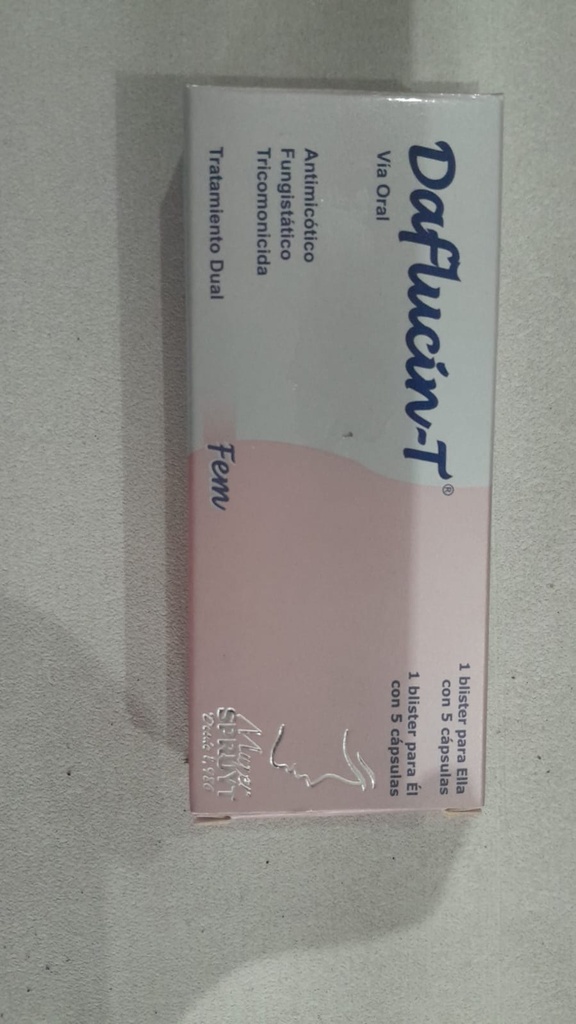 Daflucin-T®
Vía Oral
1 blíster para Ella
con 5 cápsulas
1 blíster para Él
con 5 cápsulas
Antimicótico
Fungistático
Tricomonicida
Tratamiento Dual
Fem
Mujer